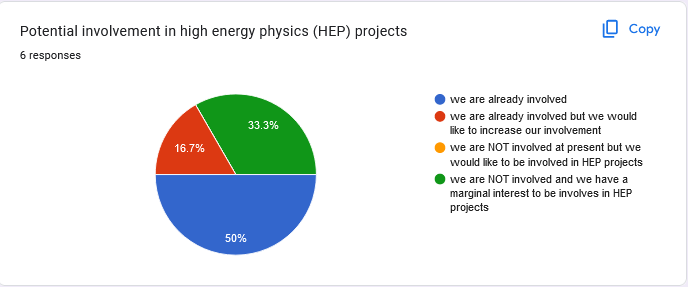 Potential involvement in high energy physics (HEP) projects
Copy
6 responses
33.3%
16.7%
50%
we are already involved
we are already involved but we would
like to increase our involvement
we are NOT involved at present but we
would like to be involved in HEP projects
we are NOT involved and we have a
marginal interest to be involves in HEP
projects